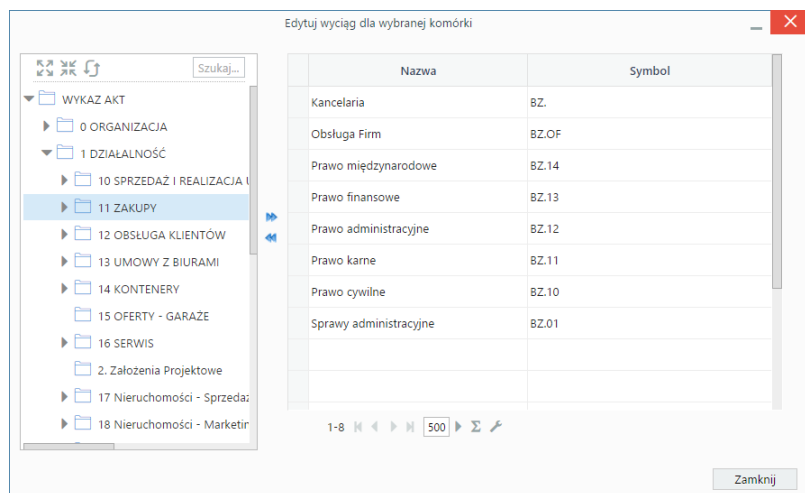 Edytuj wyciąg dla wybranej komórki
Szukaj...
WYKAZ AKT
0 ORGANIZACJA
1 DZIAŁALNOŚĆ
10 SPRZEDAŻ I REALIZACJA
11 ZAKUPY
12 OBSŁUGA KLIENTÓW
13 UMOWY Z BIURAMI
14 KONTENERY
15 OFERTY - GARAŻE
16 SERWIS
2. Założenia Projektowe
17 Nieruchomości - Sprzedaż
18 Nieruchomości - Marketin
Nazwa Symbol
Kancelaria BZ.
Obsługa Firm BZ.OF
Prawo międzynarodowe BZ.14
Prawo finansowe BZ.13
Prawo administracyjne BZ.12
Prawo karne BZ.11
Prawo cywilne BZ.10
Sprawy administracyjne BZ.01
1-8 500 Σ
Zamknij